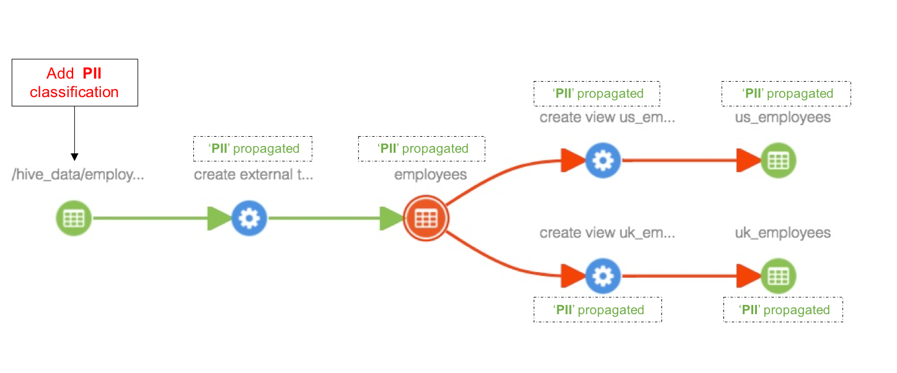 Add PII
classification
‘PII’ propagated
‘PII’ propagated
create view us_em...
us_employees
‘PII’ propagated
‘PII’ propagated
/hive_data/employ...
create external t...
employees
create view uk_em...
uk_employees
‘PII’ propagated
‘PII’ propagated